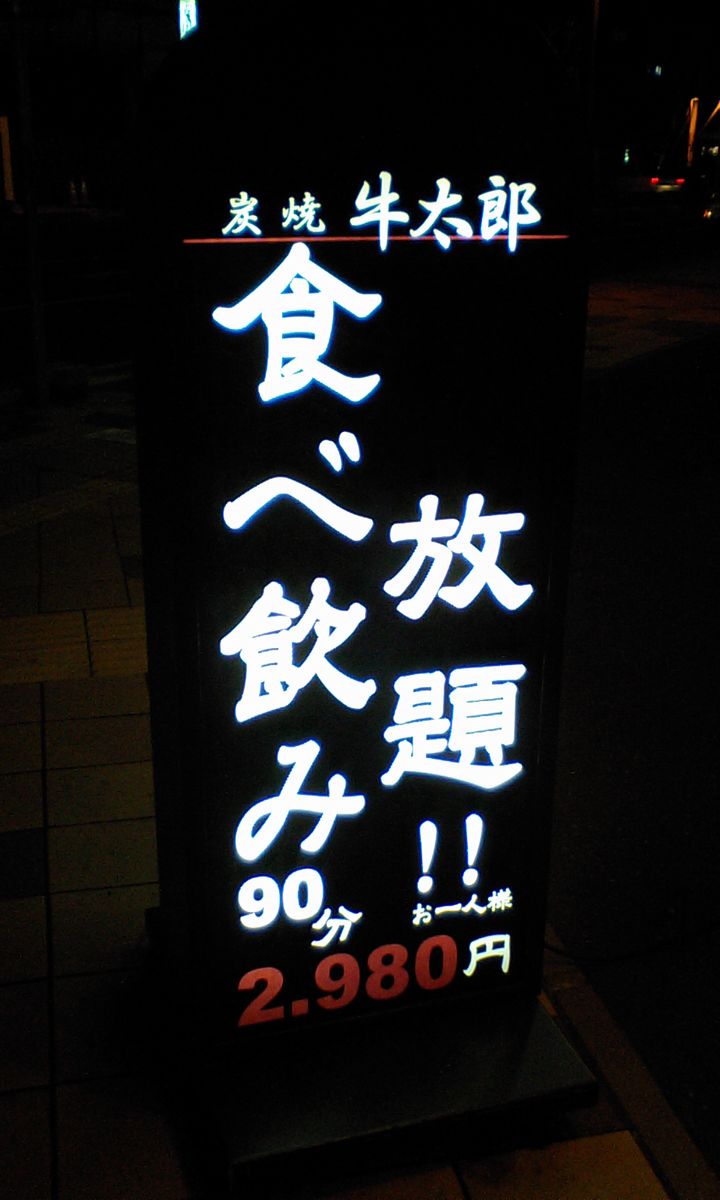 炭焼 牛太郎
食べ飲み
放題!!
90分
お一人様
2.980円